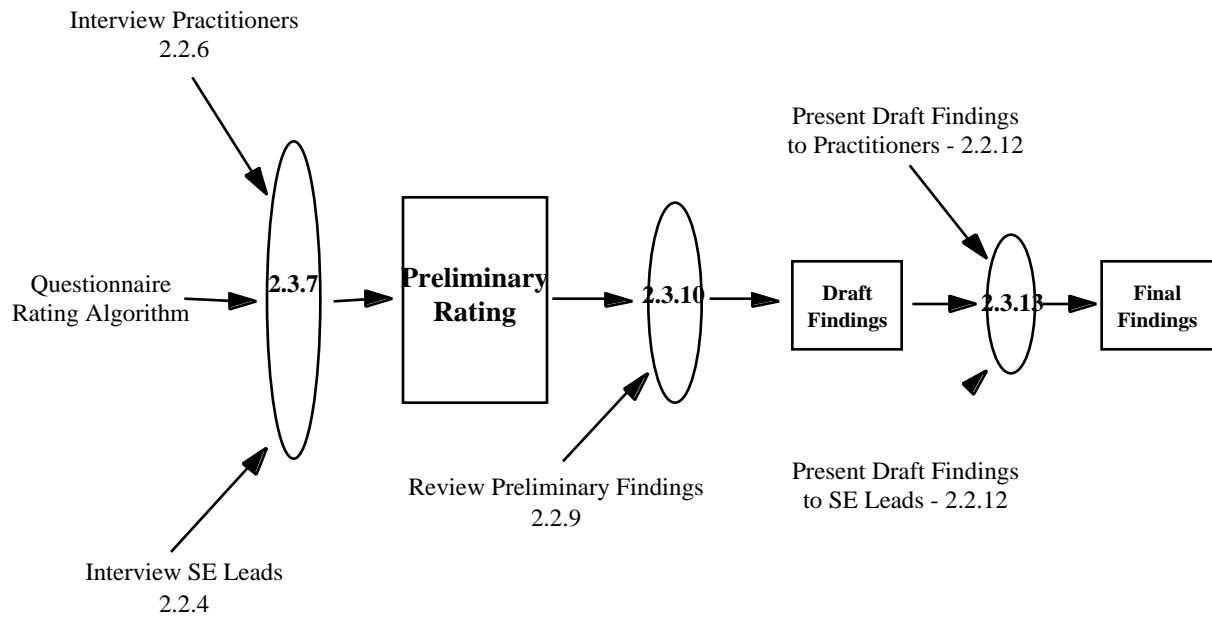 Interview Practitioners
2.2.6
Present Draft Findings
to Practitioners - 2.2.12
Questionnaire
Rating Algorithm
2.3.7
Preliminary
Rating
2.3.10
Draft
Findings
2.3.13
Final
Findings
Review Preliminary Findings
2.2.9
Present Draft Findings
to SE Leads - 2.2.12
Interview SE Leads
2.2.4